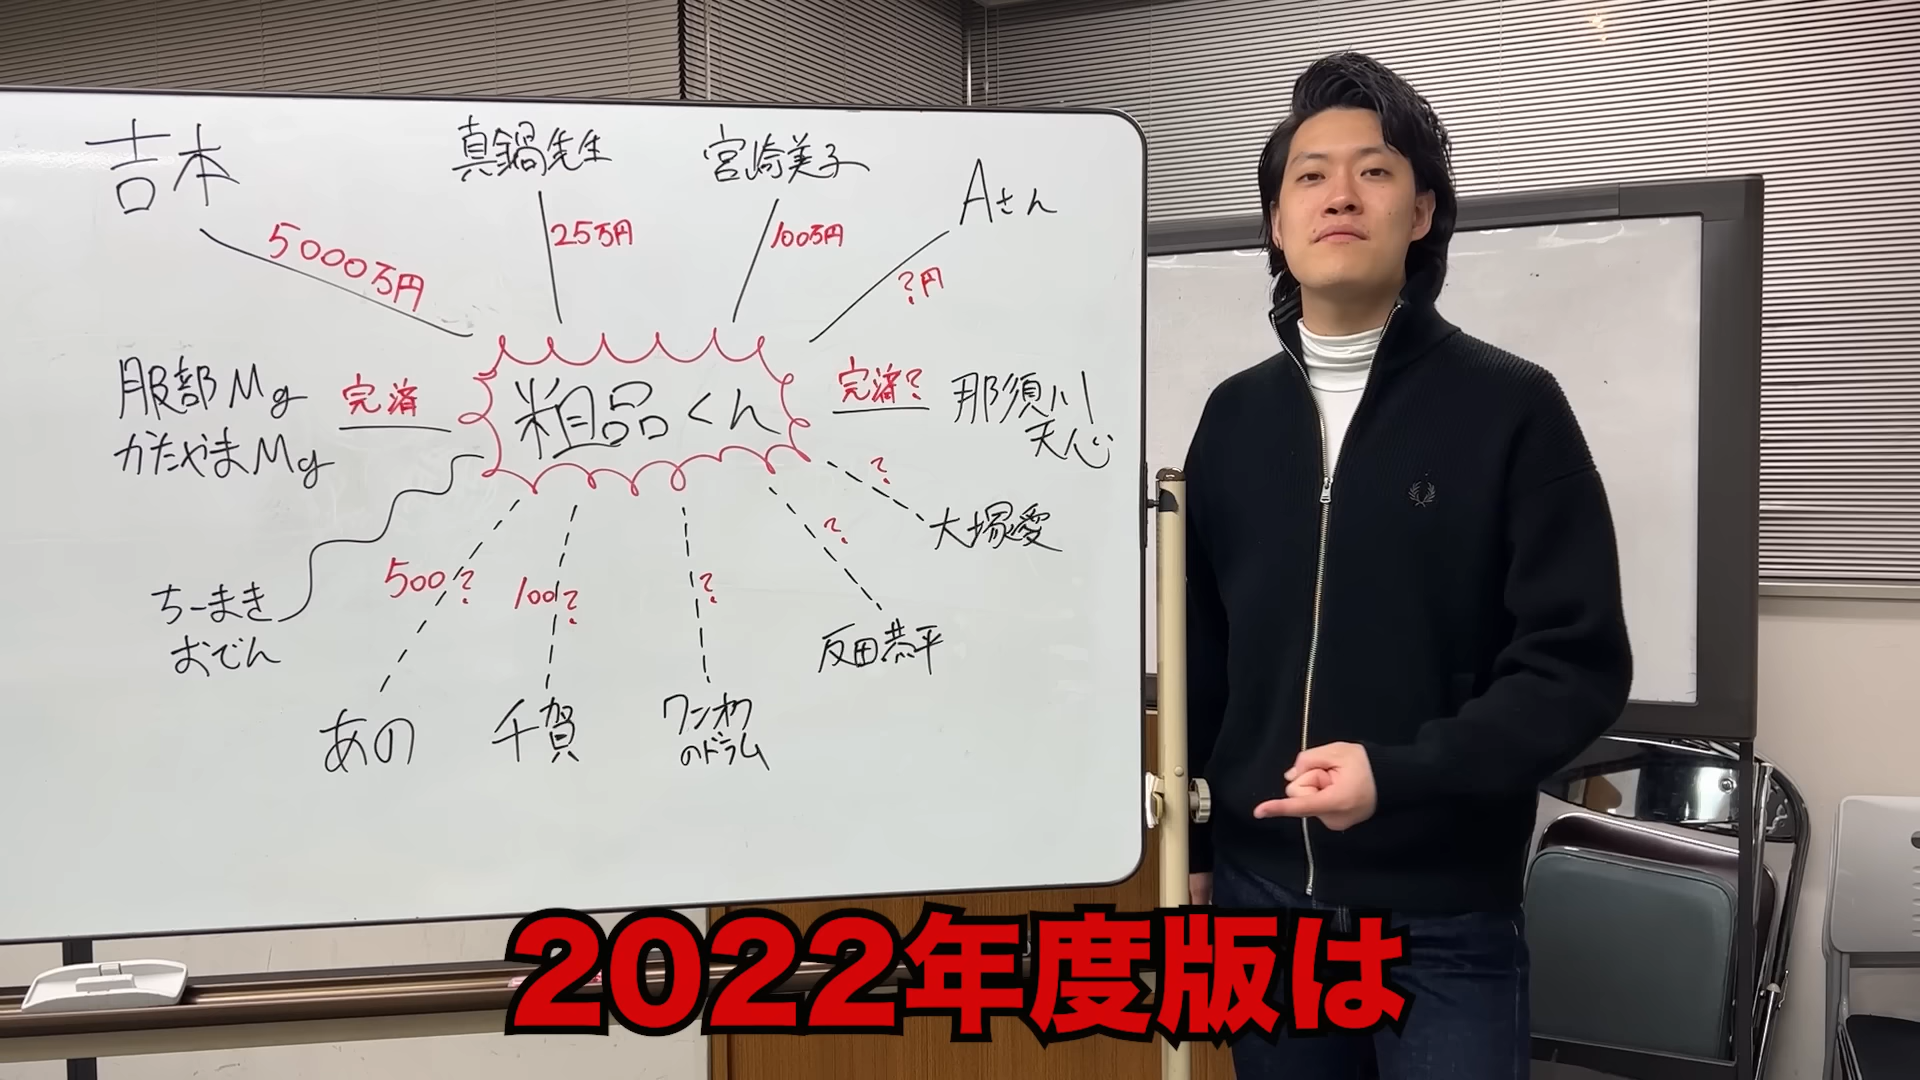 吉本
真鍋先生
宮崎美子
Aさん
5000万円
25万円
100万円
?円
服部Mg
かたやまMg
完済
粗品くん
完済?
那須川
天心
?
大塚愛
ちーまき
おでん
500?
100?
?
?
反田恭平
あの
千賀
ワンオク
のドラム
2022年度版は